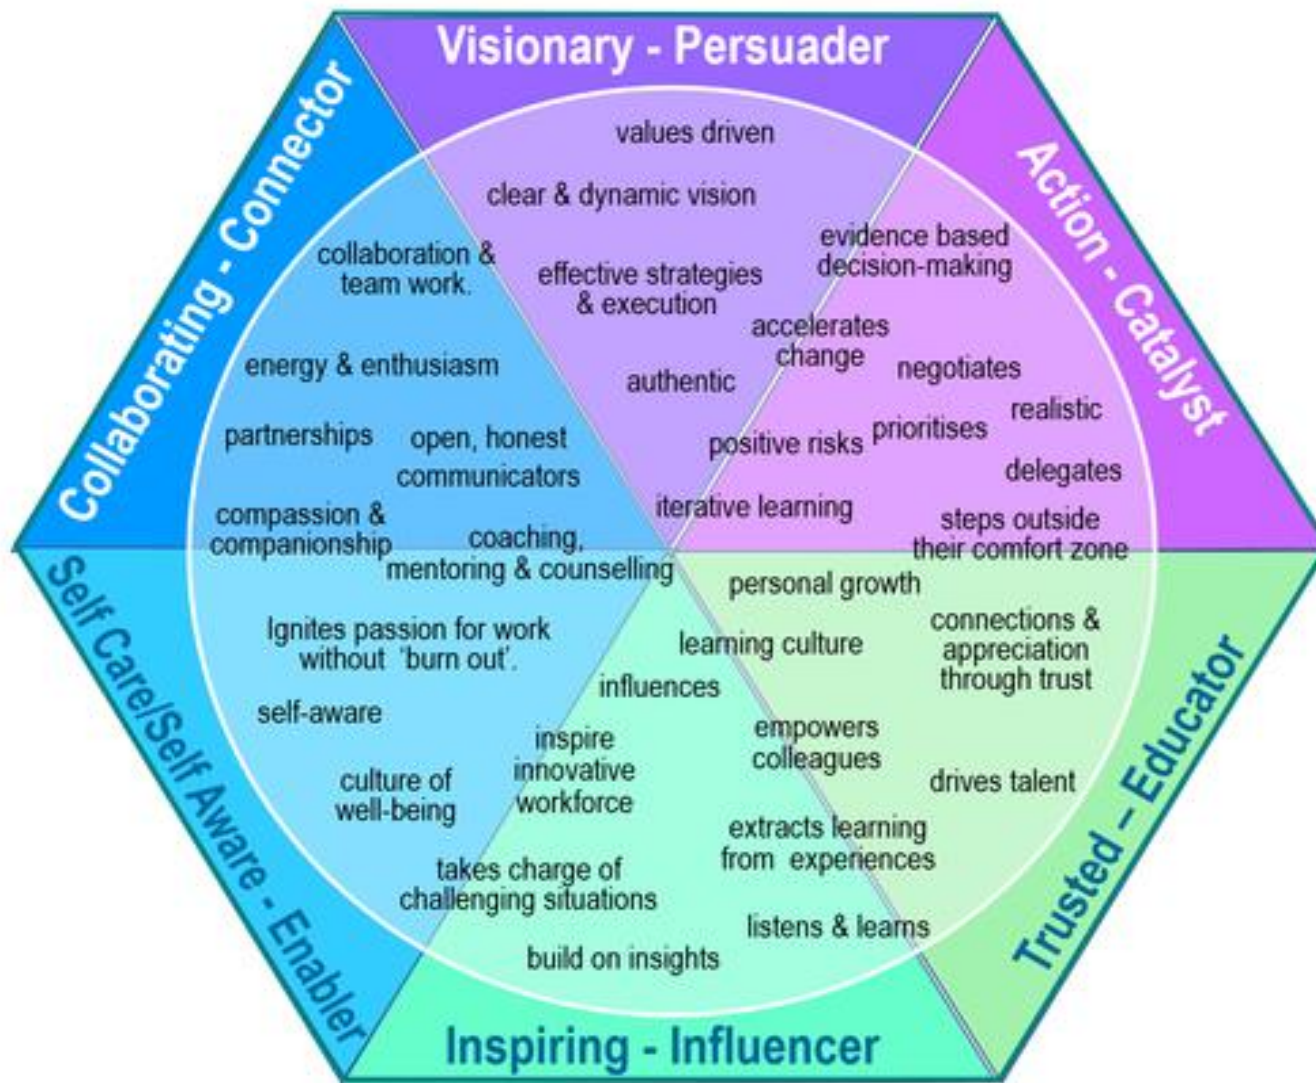 Visionary - Persuader
values driven
clear & dynamic vision
effective strategies
& execution
authentic
Action - Catalyst
evidence based
decision-making
accelerates
change
negotiates
realistic
prioritises
positive risks
delegates
iterative learning
steps outside
their comfort zone
Trusted – Educator
personal growth
connections &
appreciation
through trust
learning culture
empowers
colleagues
drives talent
extracts learning
from experiences
listens & learns
Inspiring - Influencer
influences
inspire
innovative
workforce
takes charge of
challenging situations
build on insights
Self Care/Self Aware - Enabler
Ignites passion for work
without 'burn out'.
self-aware
culture of
well-being
Collaborating - Connector
collaboration &
team work.
energy & enthusiasm
partnerships
open, honest
communicators
compassion &
companionship
coaching,
mentoring & counselling